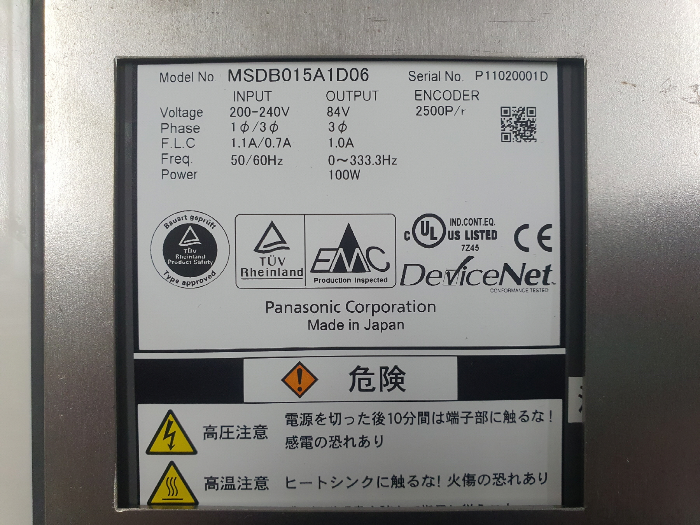 Model No MSDB015A1D06 Serial No. P11020001D
INPUT OUTPUT ENCODER
Voltage 200-240V 84V 2500P/r
Phase 1ϕ/3ϕ 3ϕ
F.L.C 1.1A/0.7A 1.0A
Freq. 50/60Hz 0~333.3Hz
Power 100W
Bauart geprüft
TÜV
Rheinland
Product Safety
Type approved
TÜV
Rheinland
EMC
Production Inspected
IND.CONT.EQ.
C UL US LISTED
7Z45
CE
DeviceNet
CONFORMANCE TESTED
Panasonic Corporation
Made in Japan
危険
高圧注意
電源を切った後10分間は端子部に触るな!
感電の恐れあり
高温注意
ヒートシンクに触るな! 火傷の恐れあり